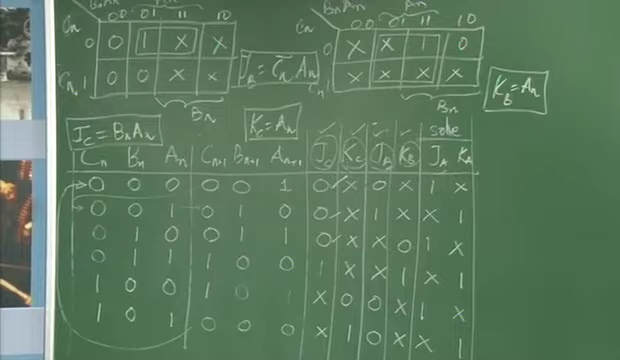 BnAn 00 01 11 10 An
Cn 0 0 1 X X
Cn 1 0 0 X X
Bn
JB = C̅n An
BnAn 00 01 11 10 An
Cn 0 X X 1 0
1 X X X X
Bn
KB = An
JC = BnAn
KC = An
solve
Cn Bn An Cn+1 Bn+1 An+1 JC KC JB KB JA KA
0 0 0 0 0 1 0 X 0 X 1 X
0 0 1 0 1 0 0 X 1 X X 1
0 1 0 0 1 1 0 X X 0 1 X
0 1 1 1 0 0 1 X X 1 X 1
1 0 0 1 0 1 X 0 0 X 1 X
1 0 1 0 0 0 X 1 0 X X 1